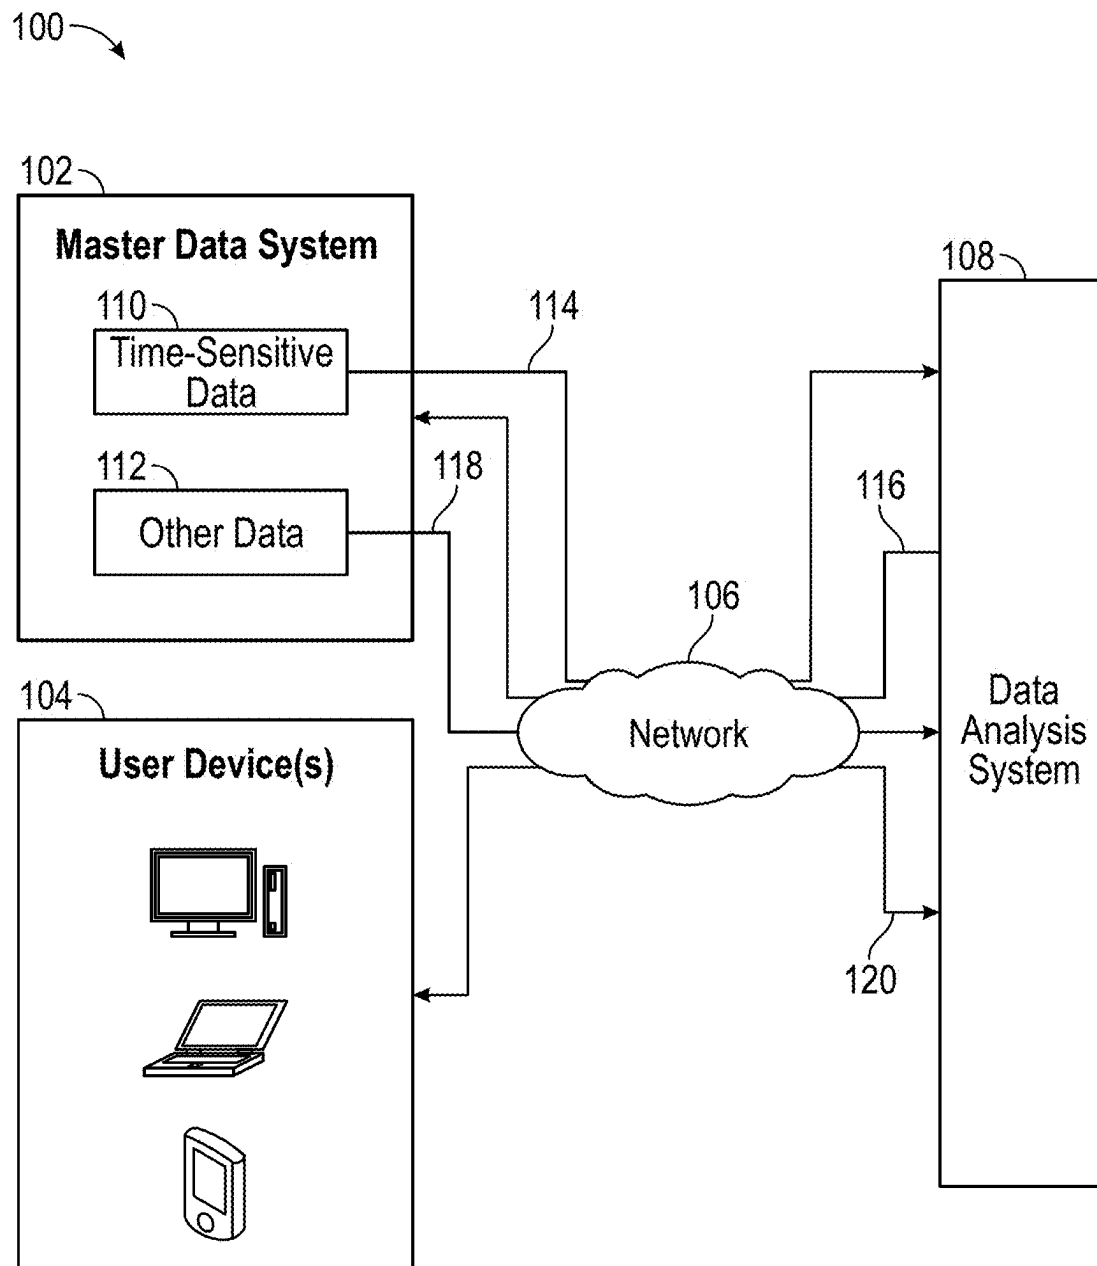 100
102
Master Data System
108
110
114
Time-Sensitive
Data
112
118
116
Other Data
106
104
Network
Data
Analysis
System
User Device(s)
120